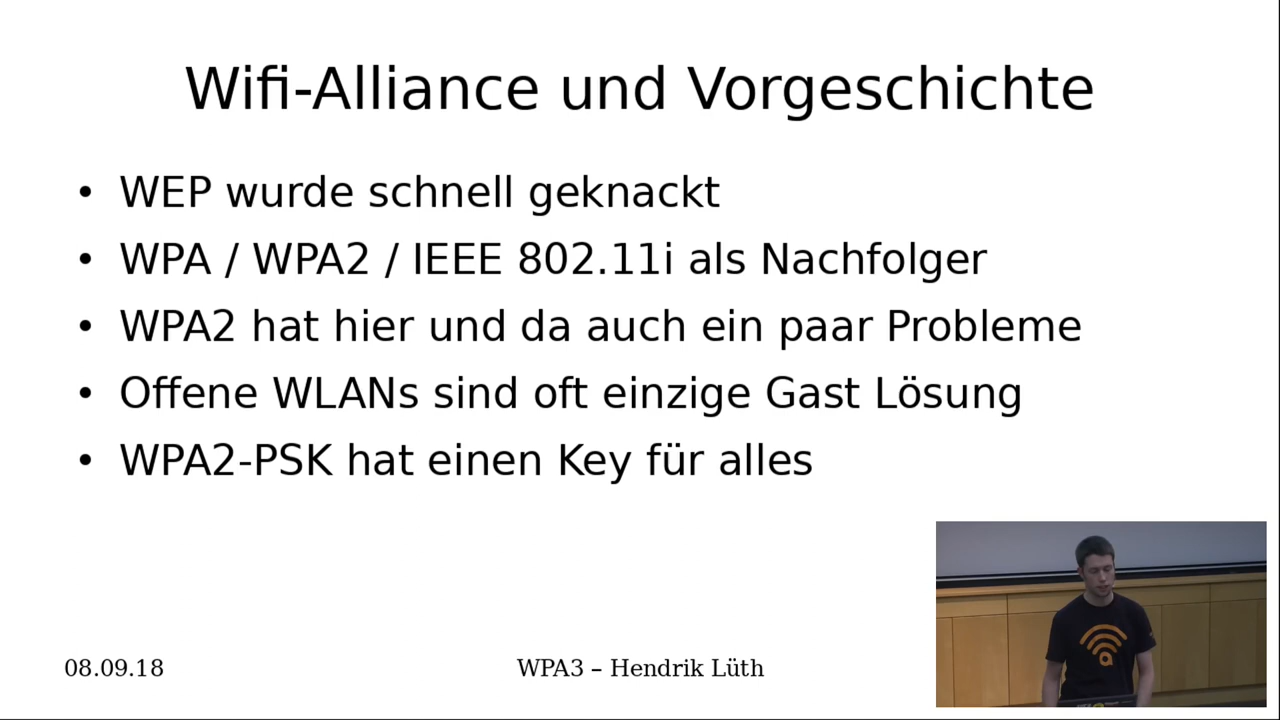 Wifi-Alliance und Vorgeschichte
• WEP wurde schnell geknackt
• WPA / WPA2 / IEEE 802.11i als Nachfolger
• WPA2 hat hier und da auch ein paar Probleme
• Offene WLANs sind oft einzige Gast Lösung
• WPA2-PSK hat einen Key für alles
08.09.18
WPA3 – Hendrik Lüth